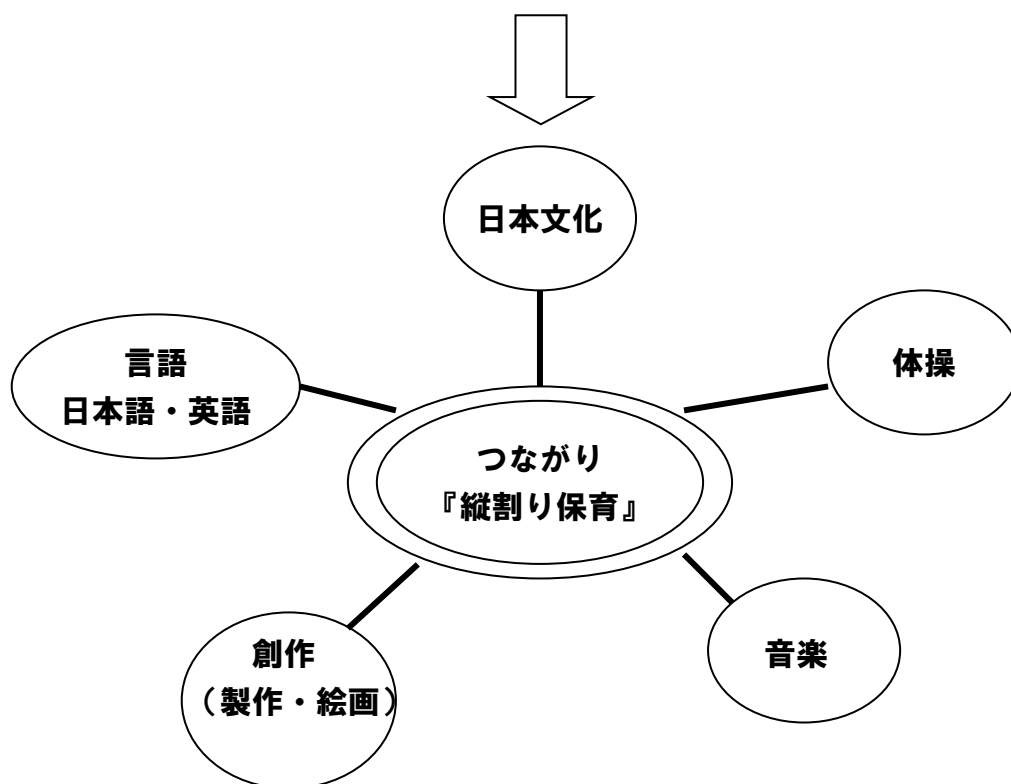 日本文化
言語
日本語・英語
体操
つながり
『縦割り保育』
創作
（製作・絵画）
音楽